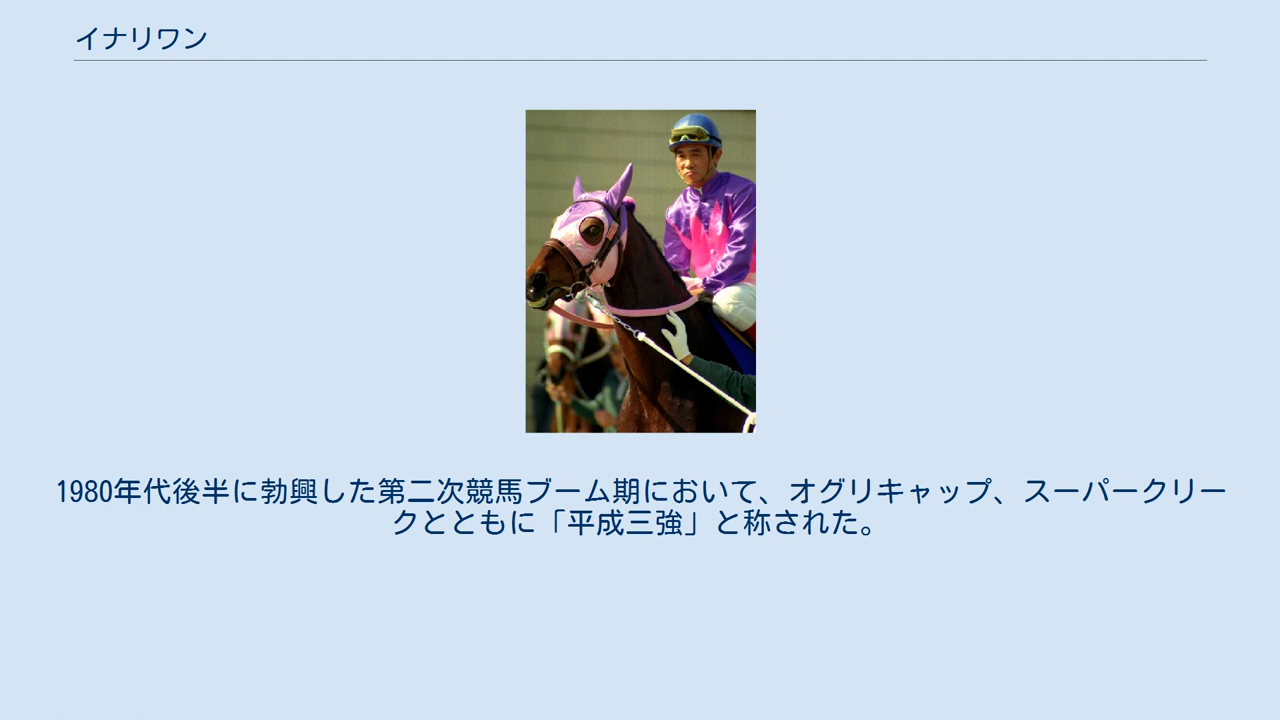 イナリワン
1980年代後半に勃興した第二次競馬ブーム期において、オグリキャップ、スーパークリー
クとともに「平成三強」と称された。